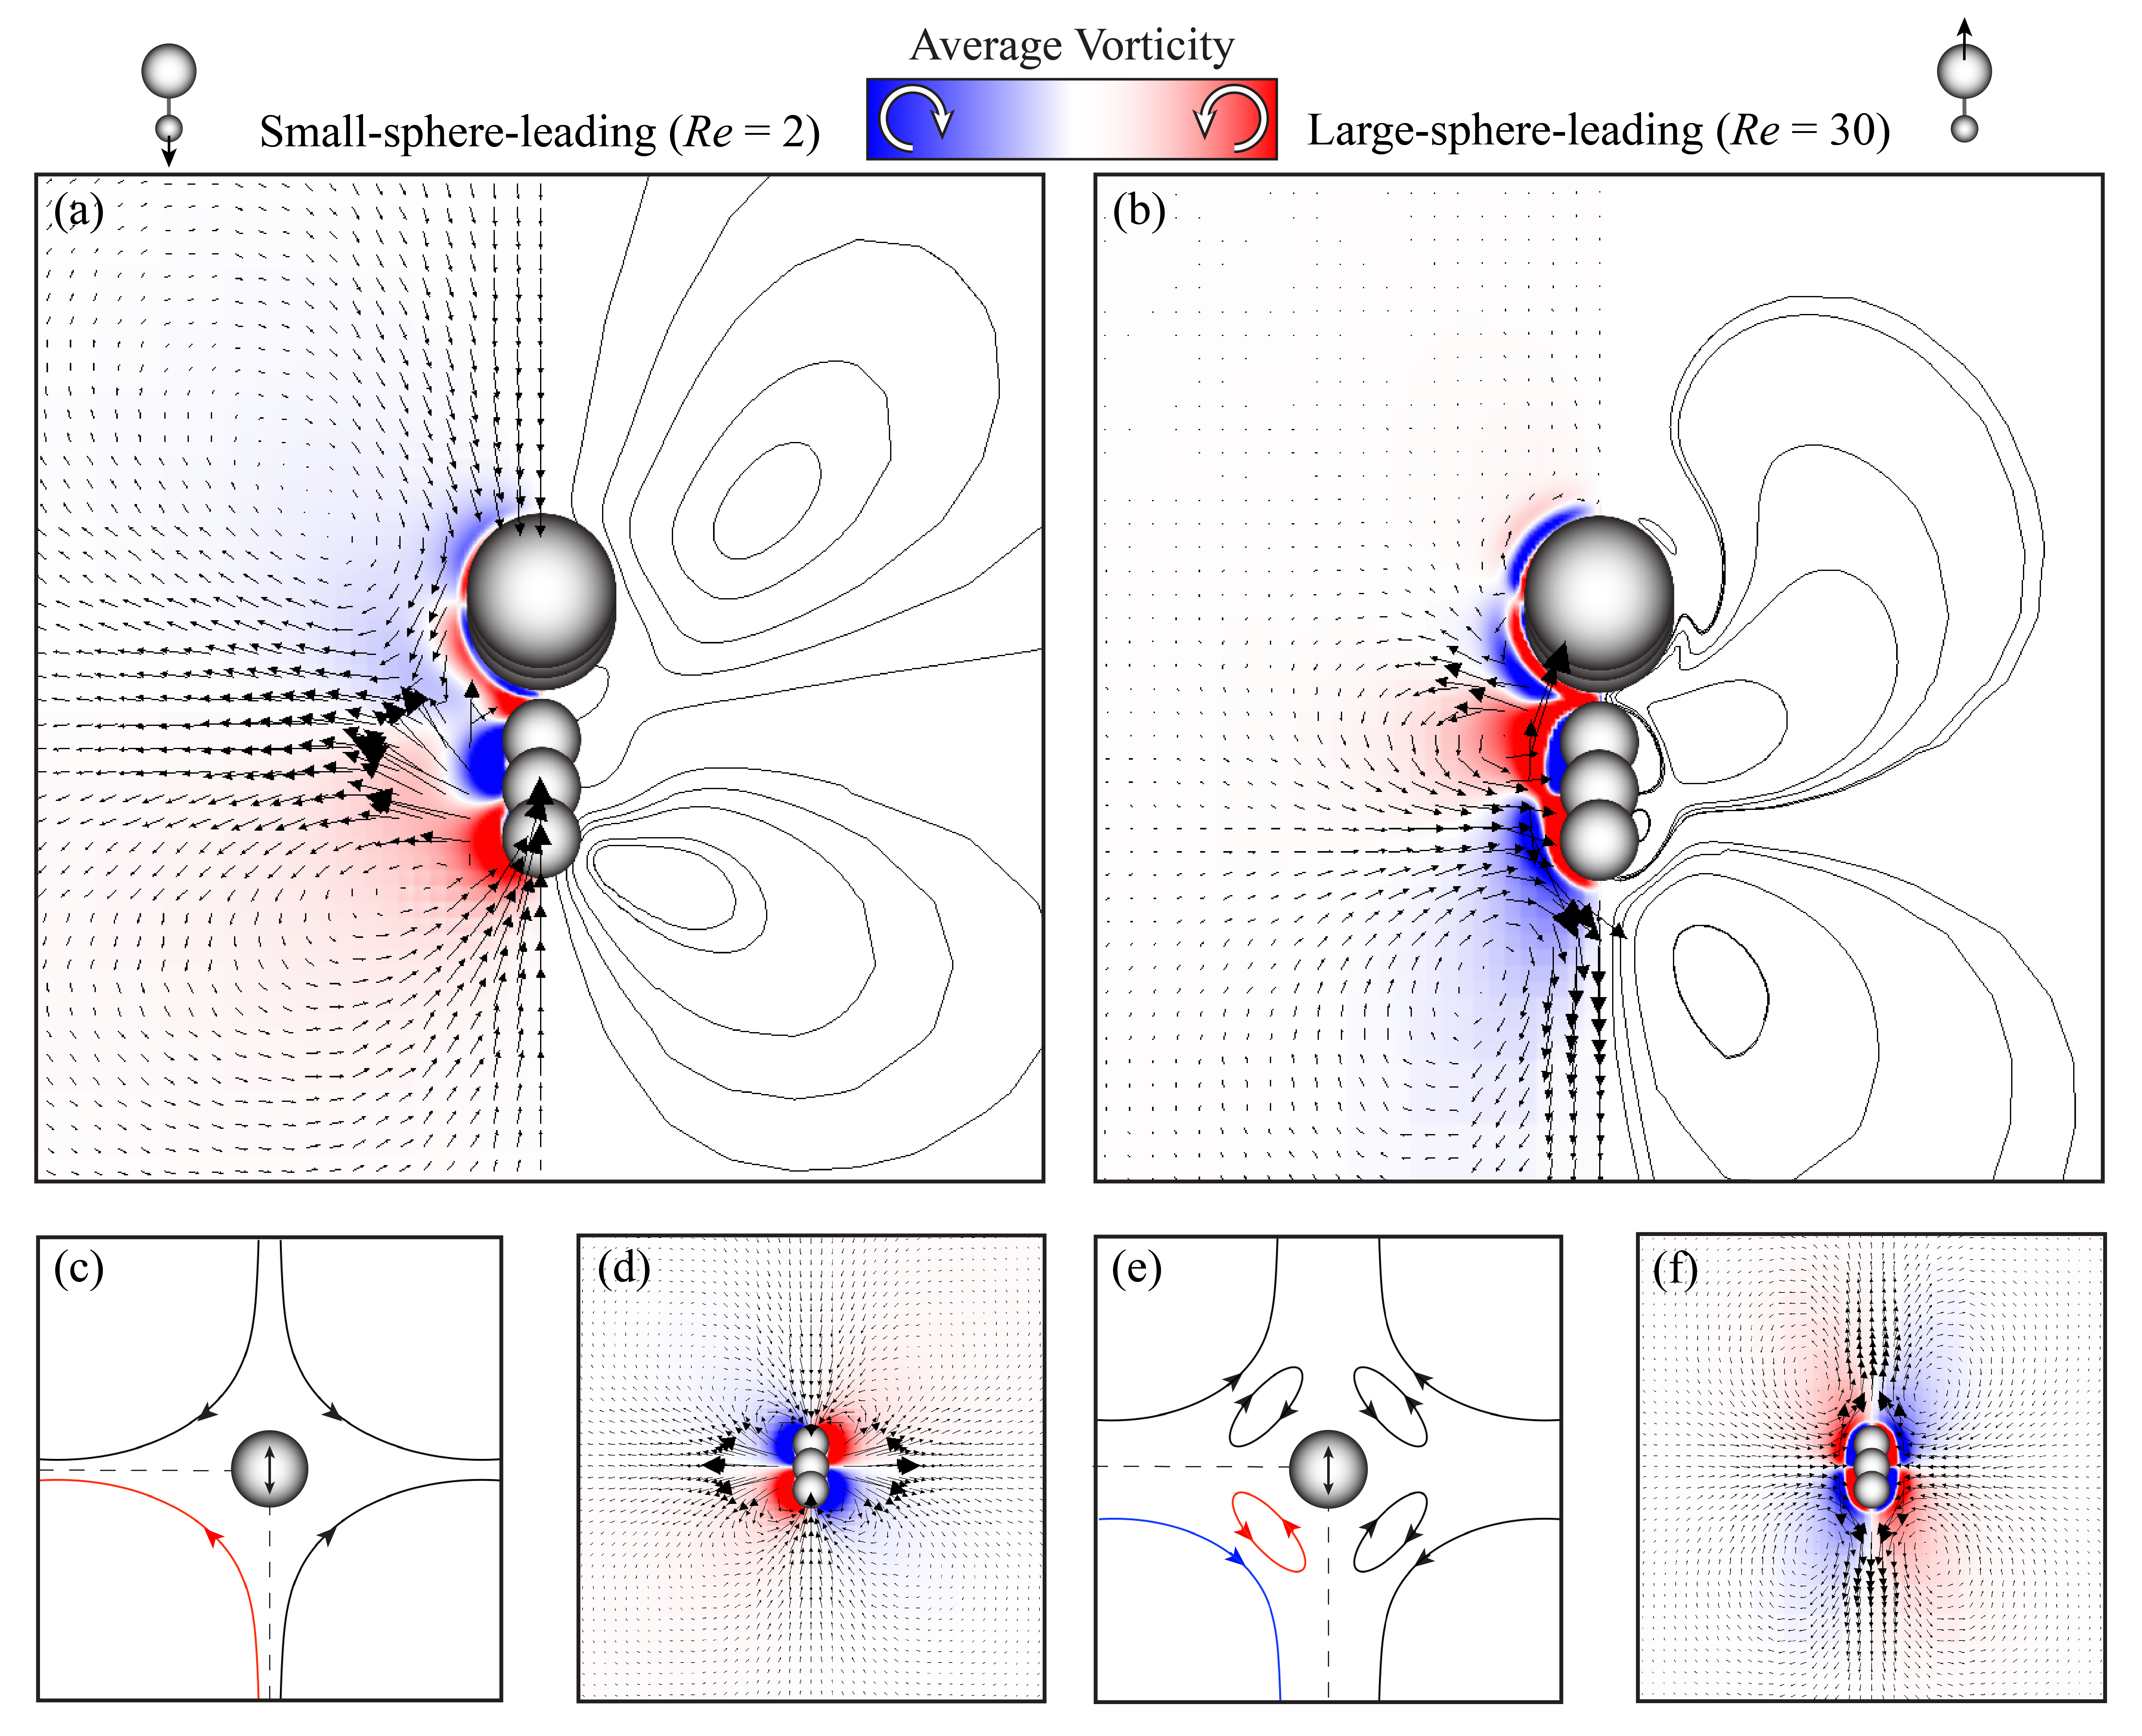 Average Vorticity
Small-sphere-leading (Re = 2)
Large-sphere-leading (Re = 30)
(a)
(b)
(c)
(d)
(e)
(f)